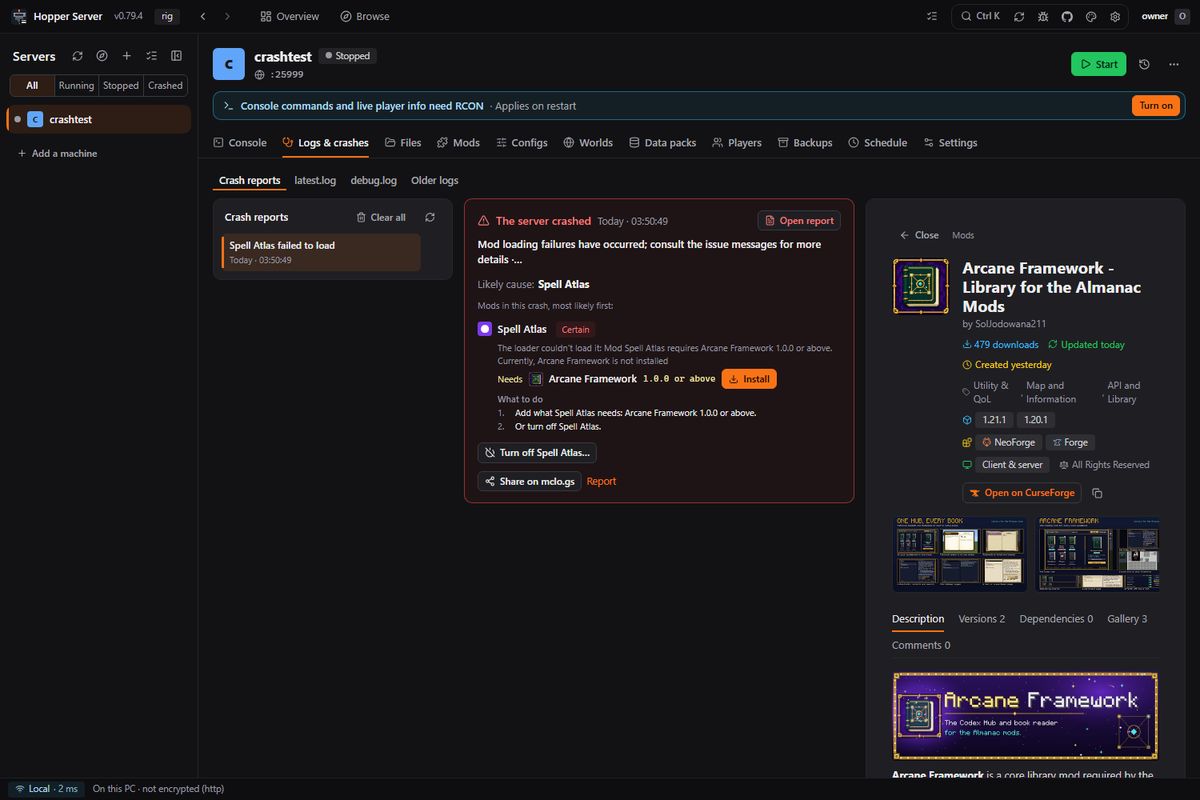 Hopper Server v0.79.4 rig
Overview
Browse
Ctrl K
owner O
Servers
All Running Stopped Crashed
c crashtest
+ Add a machine
c
crashtest Stopped
:25999
Start
Console commands and live player info need RCON · Applies on restart
Turn on
Console
Logs & crashes
Files
Mods
Configs
Worlds
Data packs
Players
Backups
Schedule
Settings
Crash reports latest.log debug.log Older logs
Crash reports
Clear all
Spell Atlas failed to load
Today · 03:50:49
The server crashed Today · 03:50:49
Open report
Mod loading failures have occurred; consult the issue messages for more
details ·...
Likely cause: Spell Atlas
Mods in this crash, most likely first:
Spell Atlas Certain
The loader couldn't load it: Mod Spell Atlas requires Arcane Framework 1.0.0 or above.
Currently, Arcane Framework is not installed
Needs Arcane Framework 1.0.0 or above Install
What to do
1. Add what Spell Atlas needs: Arcane Framework 1.0.0 or above.
2. Or turn off Spell Atlas.
Turn off Spell Atlas...
Share on mclo.gs Report
Close Mods
Arcane Framework -
Library for the Almanac
Mods
by SolJodowana211
479 downloads Updated today
Created yesterday
Utility &
QoL
Map and
Information
API and
Library
1.21.1 1.20.1
NeoForge Forge
Client & server All Rights Reserved
Open on CurseForge
ONE HUB, EVERY BOOK
ARCANE FRAMEWORK
Description Versions 2 Dependencies 0 Gallery 3
Comments 0
Arcane Framework
The Codex Hub and book reader
for the Almanac mods.
Arcane Framework is a core library mod required by the
Local · 2 ms
On this PC · not encrypted (http)